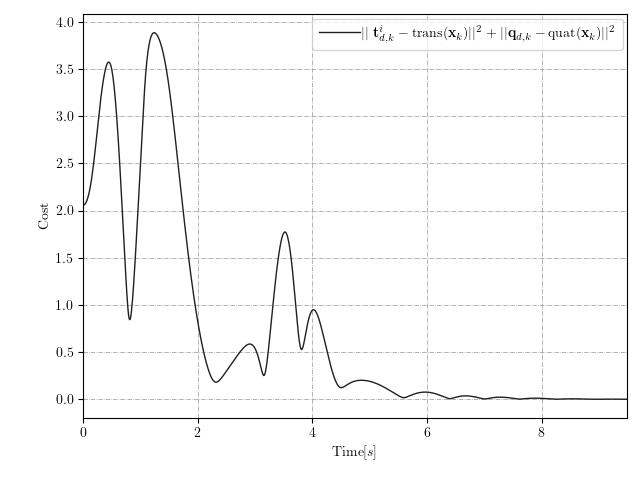 || t^i_{d,k} − trans(x_k)||² + ||q_{d,k} − quat(x_k)||²
4.0
3.5
3.0
2.5
2.0
1.5
1.0
0.5
0.0
Cost
0 2 4 6 8
Time[s]